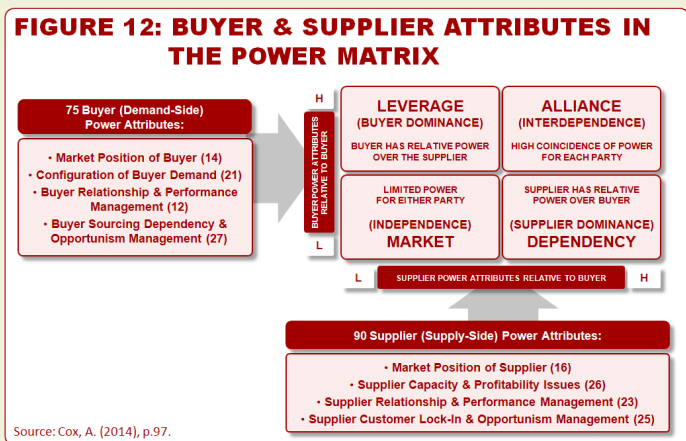 FIGURE 12: BUYER & SUPPLIER ATTRIBUTES IN
THE POWER MATRIX
75 Buyer (Demand-Side)
Power Attributes:
• Market Position of Buyer (14)
• Configuration of Buyer Demand (21)
• Buyer Relationship & Performance
Management (12)
• Buyer Sourcing Dependency &
Opportunism Management (27)
H
BUYER POWER ATTRIBUTES
RELATIVE TO BUYER
L
LEVERAGE
(BUYER DOMINANCE)
BUYER HAS RELATIVE POWER
OVER THE SUPPLIER
ALLIANCE
(INTERDEPENDENCE)
HIGH COINCIDENCE OF POWER
FOR EACH PARTY
LIMITED POWER
FOR EITHER PARTY
(INDEPENDENCE)
MARKET
SUPPLIER HAS RELATIVE
POWER OVER BUYER
(SUPPLIER DOMINANCE)
DEPENDENCY
L
SUPPLIER POWER ATTRIBUTES RELATIVE TO BUYER
H
90 Supplier (Supply-Side) Power Attributes:
• Market Position of Supplier (16)
• Supplier Capacity & Profitability Issues (26)
• Supplier Relationship & Performance Management (23)
• Supplier Customer Lock-In & Opportunism Management (25)
Source: Cox, A. (2014), p.97.